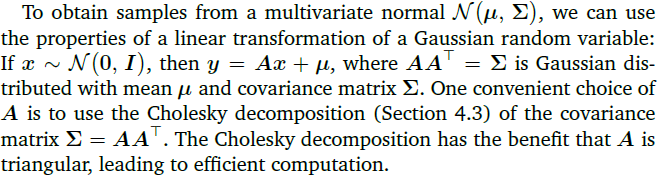 To obtain samples from a multivariate normal 𝒩(μ, Σ), we can use
the properties of a linear transformation of a Gaussian random variable:
If x ∼ 𝒩(0, I), then y = Ax + μ, where AA⊤ = Σ is Gaussian dis-
tributed with mean μ and covariance matrix Σ. One convenient choice of
A is to use the Cholesky decomposition (Section 4.3) of the covariance
matrix Σ = AA⊤. The Cholesky decomposition has the benefit that A is
triangular, leading to efficient computation.